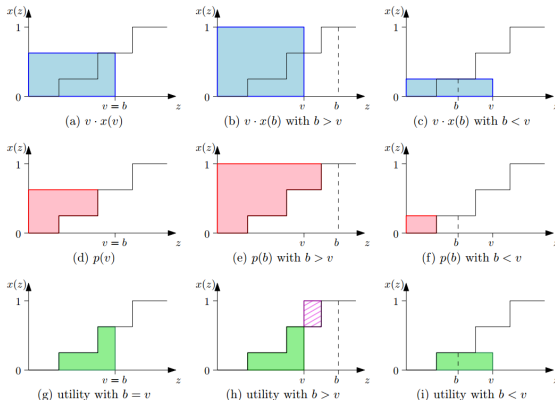 x(z) x(z) x(z)
1 1 1
0 0 0
v = b z v b z b v z
(a) v · x(v) (b) v · x(b) with b > v (c) v · x(b) with b < v
x(z) x(z) x(z)
1 1 1
0 0 0
v = b z v b z b v z
(d) p(v) (e) p(b) with b > v (f) p(b) with b < v
x(z) x(z) x(z)
1 1 1
0 0 0
v = b z v b z b v z
(g) utility with b = v (h) utility with b > v (i) utility with b < v